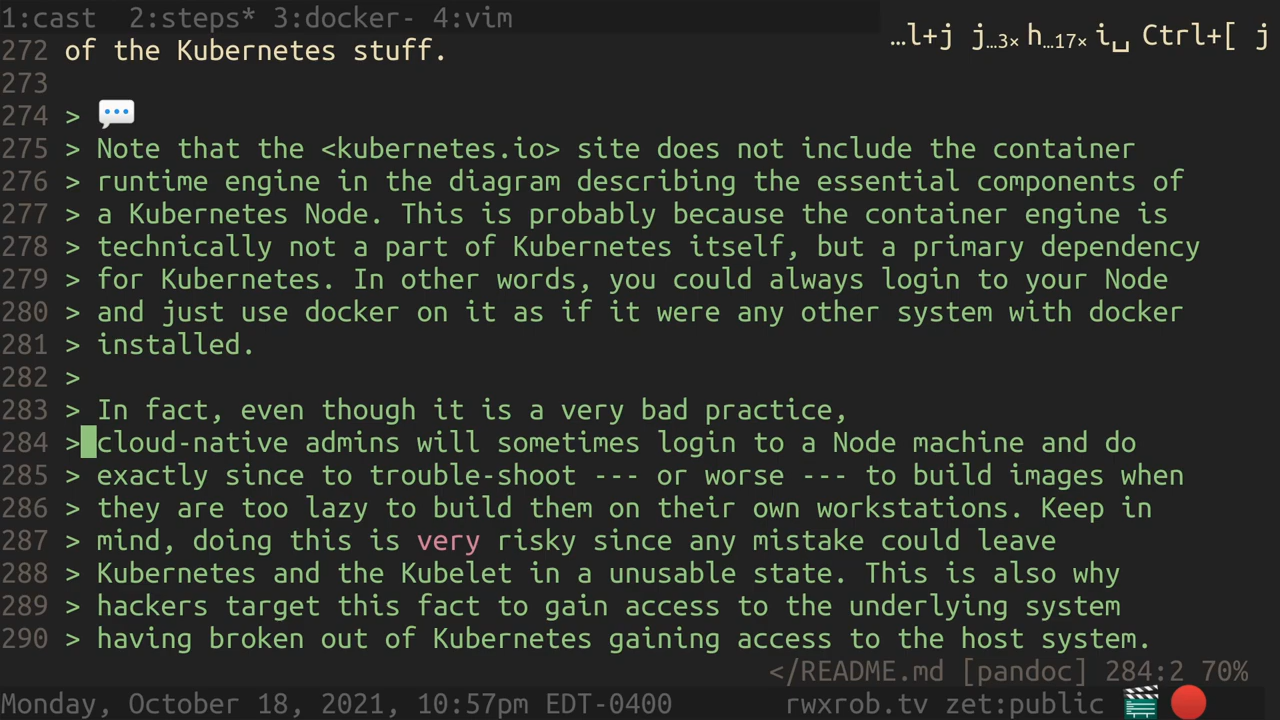 1:cast  2:steps* 3:docker- 4:vim
…l+j j…3× h…17× i␣ Ctrl+[ j
272 of the Kubernetes stuff.
273
274 > 💬
275 > Note that the <kubernetes.io> site does not include the container
276 > runtime engine in the diagram describing the essential components of
277 > a Kubernetes Node. This is probably because the container engine is
278 > technically not a part of Kubernetes itself, but a primary dependency
279 > for Kubernetes. In other words, you could always login to your Node
280 > and just use docker on it as if it were any other system with docker
281 > installed.
282 >
283 > In fact, even though it is a very bad practice,
284 > cloud-native admins will sometimes login to a Node machine and do
285 > exactly since to trouble-shoot --- or worse --- to build images when
286 > they are too lazy to build them on their own workstations. Keep in
287 > mind, doing this is very risky since any mistake could leave
288 > Kubernetes and the Kubelet in a unusable state. This is also why
289 > hackers target this fact to gain access to the underlying system
290 > having broken out of Kubernetes gaining access to the host system.
</README.md [pandoc] 284:2 70%
Monday, October 18, 2021, 10:57pm EDT-0400
rwxrob.tv zet:public 🎬 🔴